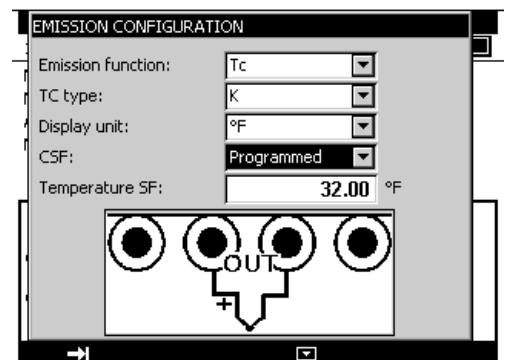 EMISSION CONFIGURATION
Emission function: Tc
TC type: K
Display unit: °F
CSF: Programmed
Temperature SF: 32.00 °F
OUT
+